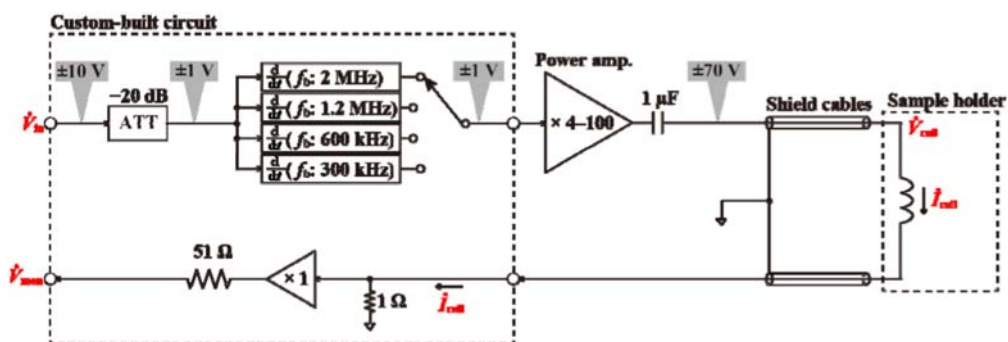 Custom-built circuit
±10 V
±1 V
−20 dB
ATT
V̇in
d/dt (fb: 2 MHz)
d/dt (fb: 1.2 MHz)
d/dt (fb: 600 kHz)
d/dt (fb: 300 kHz)
±1 V
Power amp.
× 4–100
1 μF
±70 V
Shield cables
Sample holder
V̇coil
İcoil
V̇mon
51 Ω
× 1
1 Ω
İcoil